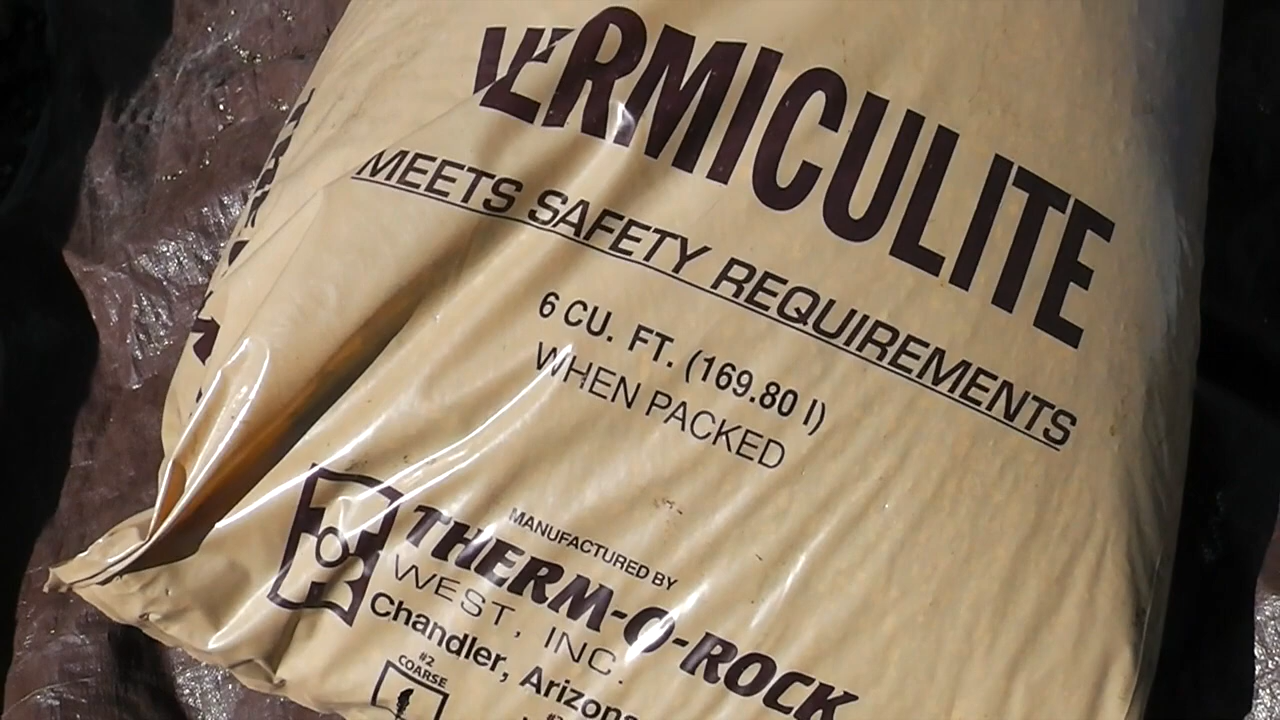 VERMICULITE
MEETS SAFETY REQUIREMENTS
6 CU. FT. (169.80 l)
WHEN PACKED
MANUFACTURED BY
THERM-O-ROCK
WEST, INC.
Chandler, Arizona
#2
COARSE